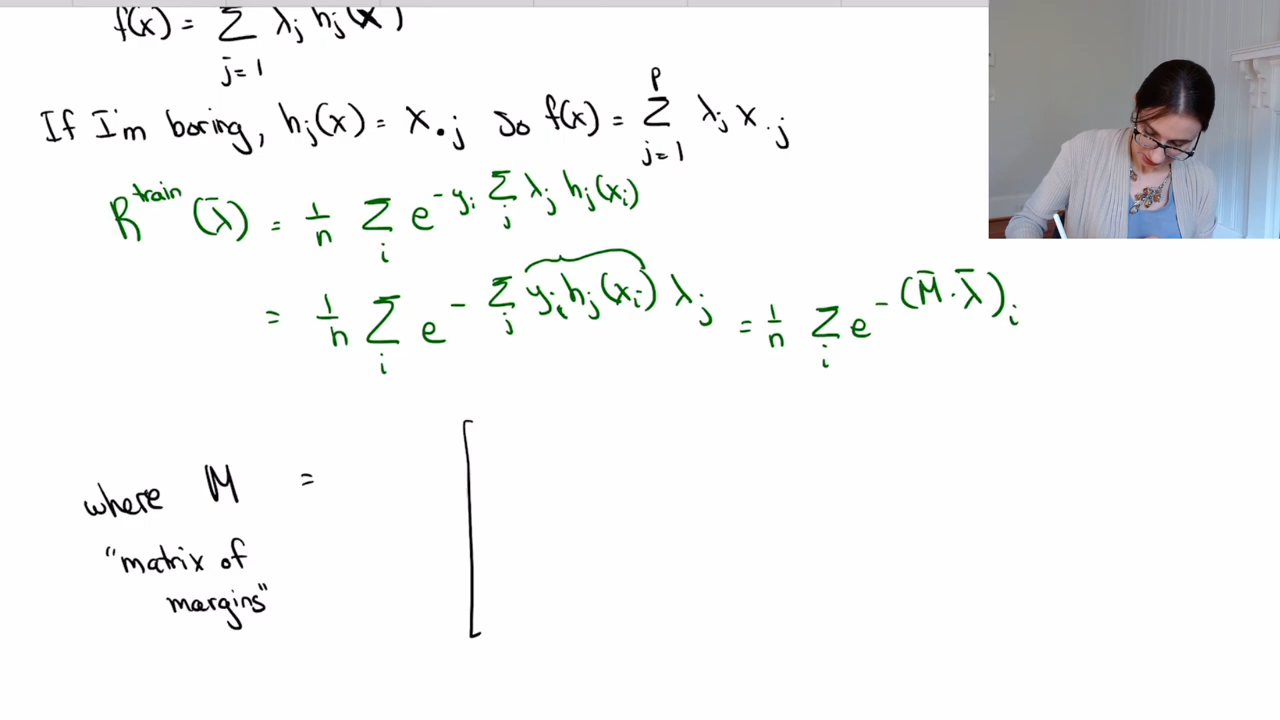 f(x) = Σ_{j=1} λ_j h_j(x)
If I'm boring, h_j(x) = x_{·j} so f(x) = Σ_{j=1}^{p} λ_j x_{·j}
R^{train}(λ̄) = 1/n Σ_i e^{-y_i Σ_j λ_j h_j(x_i)}
= 1/n Σ_i e^{-Σ_j y_i h_j(x_i) λ_j} = 1/n Σ_i e^{-(M̄·λ̄)_i}
where M = [
"matrix of
margins"